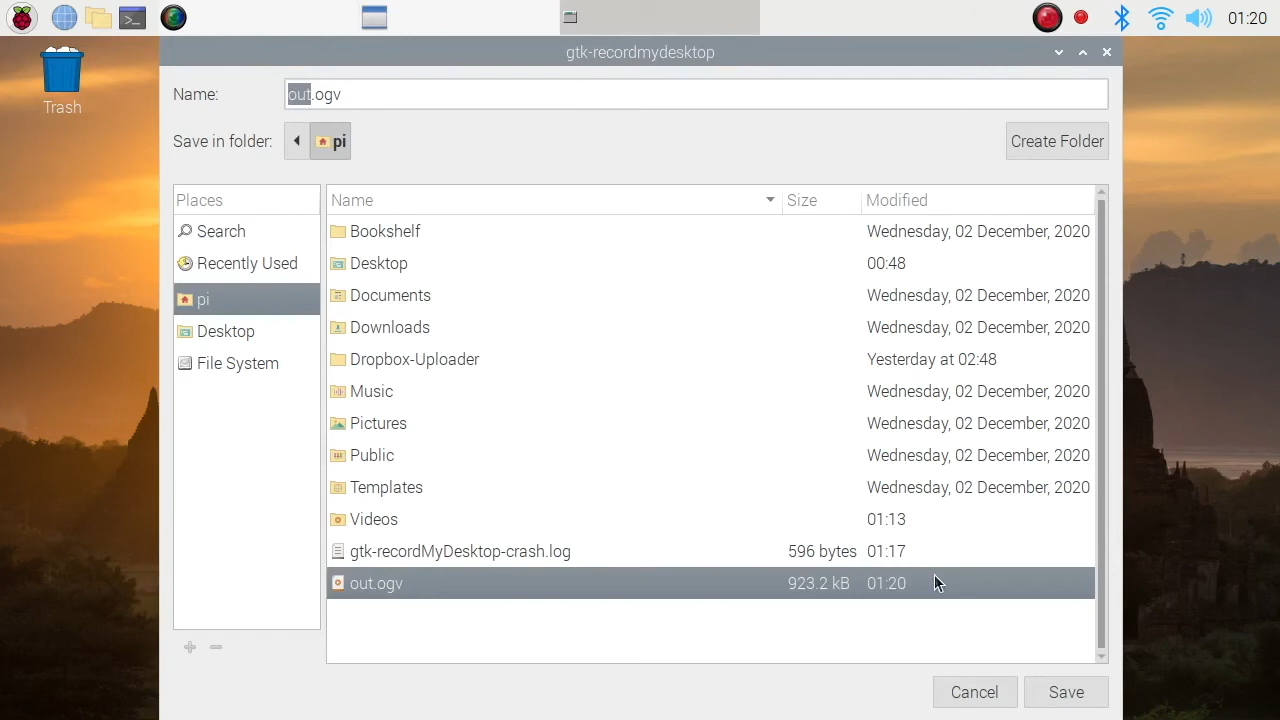 01:20
Trash
gtk-recordmydesktop
Name: out.ogv
Save in folder: pi Create Folder
Places
Search
Recently Used
pi
Desktop
File System
Name Size Modified
Bookshelf Wednesday, 02 December, 2020
Desktop 00:48
Documents Wednesday, 02 December, 2020
Downloads Wednesday, 02 December, 2020
Dropbox-Uploader Yesterday at 02:48
Music Wednesday, 02 December, 2020
Pictures Wednesday, 02 December, 2020
Public Wednesday, 02 December, 2020
Templates Wednesday, 02 December, 2020
Videos 01:13
gtk-recordMyDesktop-crash.log 596 bytes 01:17
out.ogv 923.2 kB 01:20
Cancel Save